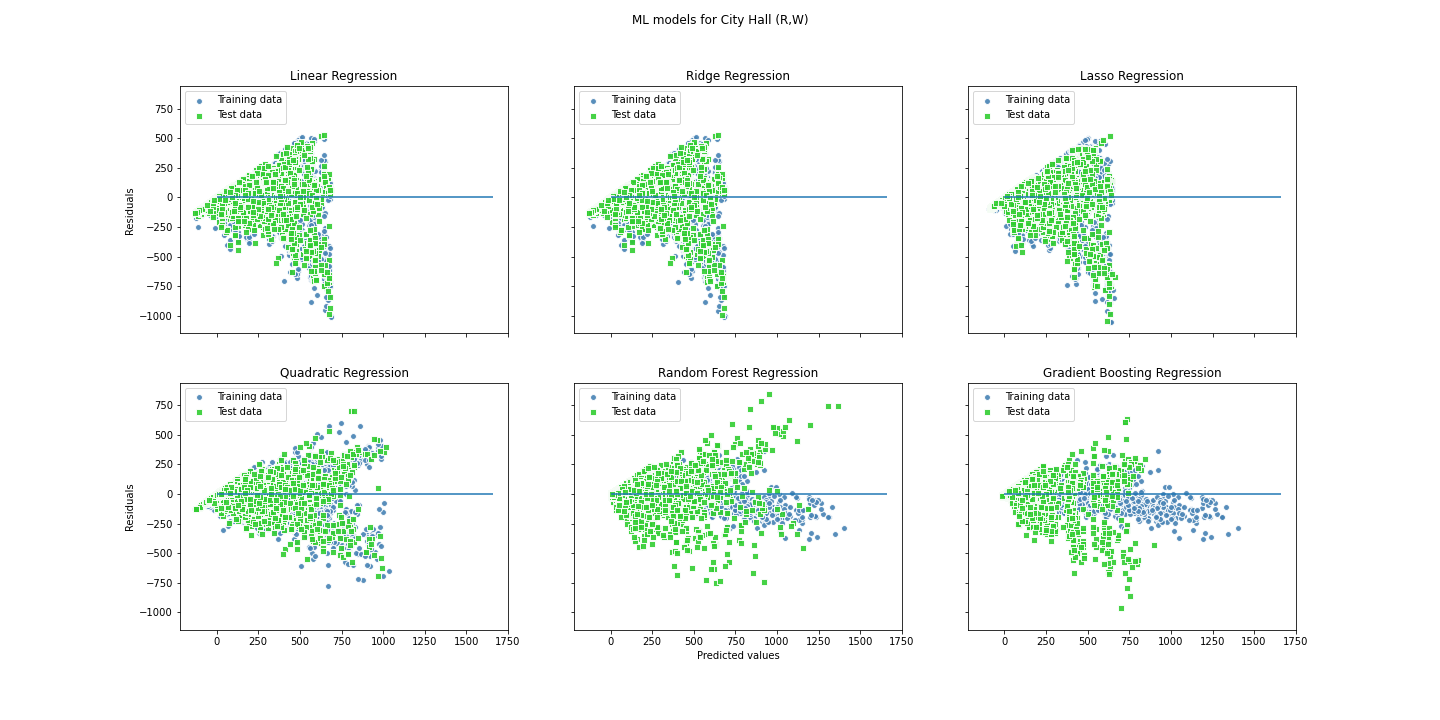 ML models for City Hall (R,W)
Linear Regression
Ridge Regression
Lasso Regression
Training data
Test data
Training data
Test data
Training data
Test data
750
500
250
0
−250
−500
−750
−1000
Residuals
Quadratic Regression
Random Forest Regression
Gradient Boosting Regression
Training data
Test data
Training data
Test data
Training data
Test data
750
500
250
0
−250
−500
−750
−1000
Residuals
0 250 500 750 1000 1250 1500 1750
0 250 500 750 1000 1250 1500 1750
0 250 500 750 1000 1250 1500 1750
Predicted values